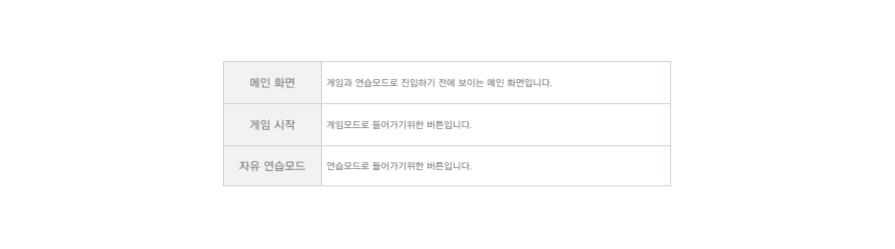 메인 화면
게임과 연습모드로 진입하기 전에 보이는 메인 화면입니다.
게임 시작
게임모드로 들어가기위한 버튼입니다.
자유 연습모드
연습모드로 들어가기위한 버튼입니다.